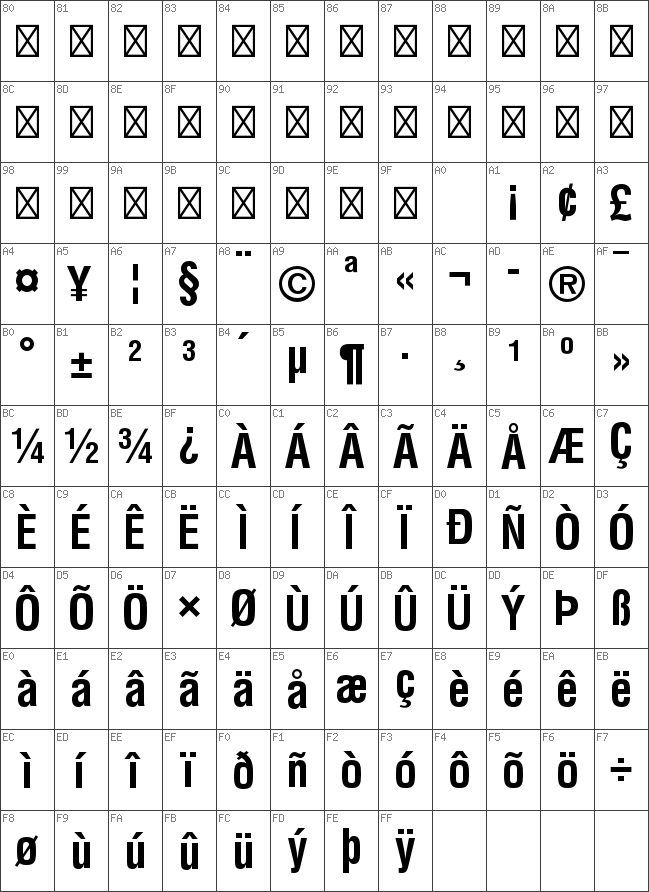 80 81 82 83 84 85 86 87 88 89 8A 8B
8C 8D 8E 8F 90 91 92 93 94 95 96 97
98 99 9A 9B 9C 9D 9E 9F A0 A1 A2 A3
¡ ¢ £
A4 A5 A6 A7 A8 A9 AA AB AC AD AE AF
¤ ¥ ¦ § ¨ © ª « ¬ - ® ¯
B0 B1 B2 B3 B4 B5 B6 B7 B8 B9 BA BB
° ± ² ³ ´ µ ¶ · ¸ ¹ º »
BC BD BE BF C0 C1 C2 C3 C4 C5 C6 C7
¼ ½ ¾ ¿ À Á Â Ã Ä Å Æ Ç
C8 C9 CA CB CC CD CE CF D0 D1 D2 D3
È É Ê Ë Ì Í Î Ï Ð Ñ Ò Ó
D4 D5 D6 D7 D8 D9 DA DB DC DD DE DF
Ô Õ Ö × Ø Ù Ú Û Ü Ý Þ ß
E0 E1 E2 E3 E4 E5 E6 E7 E8 E9 EA EB
à á â ã ä å æ ç è é ê ë
EC ED EE EF F0 F1 F2 F3 F4 F5 F6 F7
ì í î ï ð ñ ò ó ô õ ö ÷
F8 F9 FA FB FC FD FE FF
ø ù ú û ü ý þ ÿ